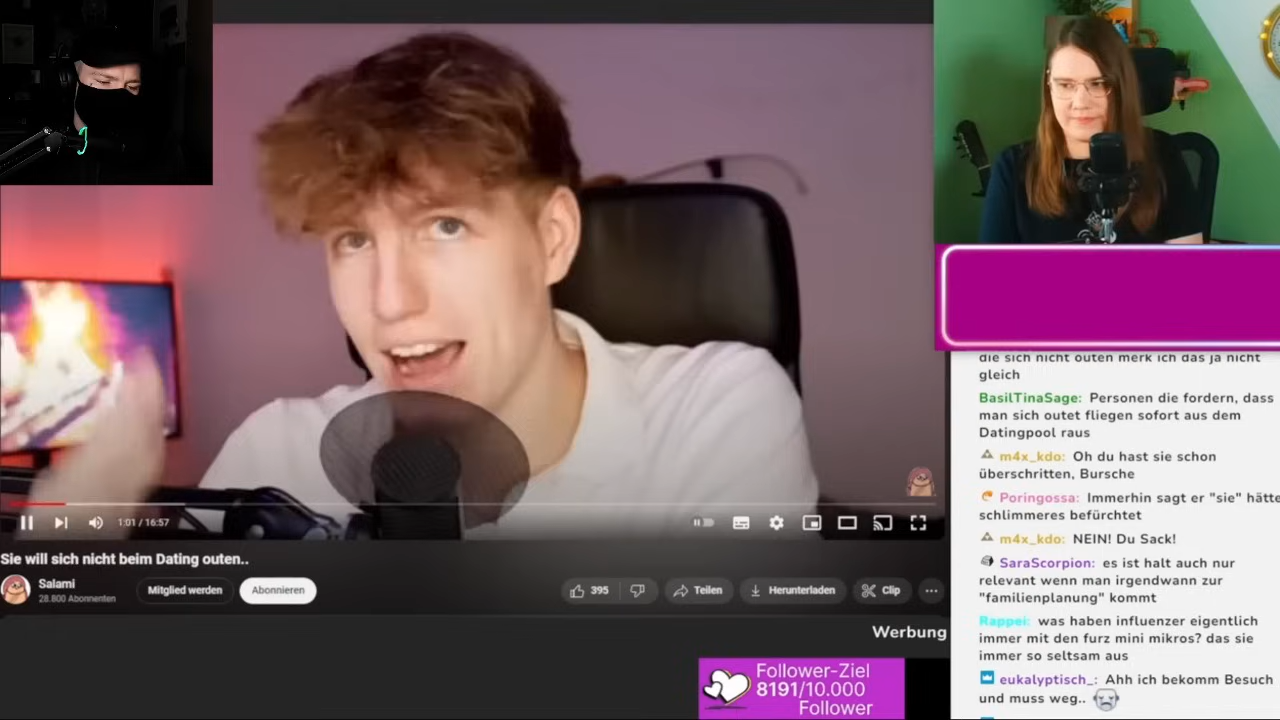 1:01 / 16:57
Sie will sich nicht beim Dating outen..
Salami
28.800 Abonnenten
Mitglied werden
Abonnieren
395
Teilen
Herunterladen
Clip
Werbung
Follower-Ziel
8191/10.000
Follower
die sich nicht outen merk ich das ja nicht
gleich
BasilTinaSage: Personen die fordern, dass
man sich outet fliegen sofort aus dem
Datingpool raus
m4x_kdo: Oh du hast sie schon
überschritten, Bursche
Poringossa: Immerhin sagt er "sie" hätte
schlimmeres befürchtet
m4x_kdo: NEIN! Du Sack!
SaraScorpion: es ist halt auch nur
relevant wenn man irgendwann zur
"familienplanung" kommt
Rappei: was haben influenzer eigentlich
immer mit den furz mini mikros? das sie
immer so seltsam aus
eukalyptisch_: Ahh ich bekomm Besuch
und muss weg..